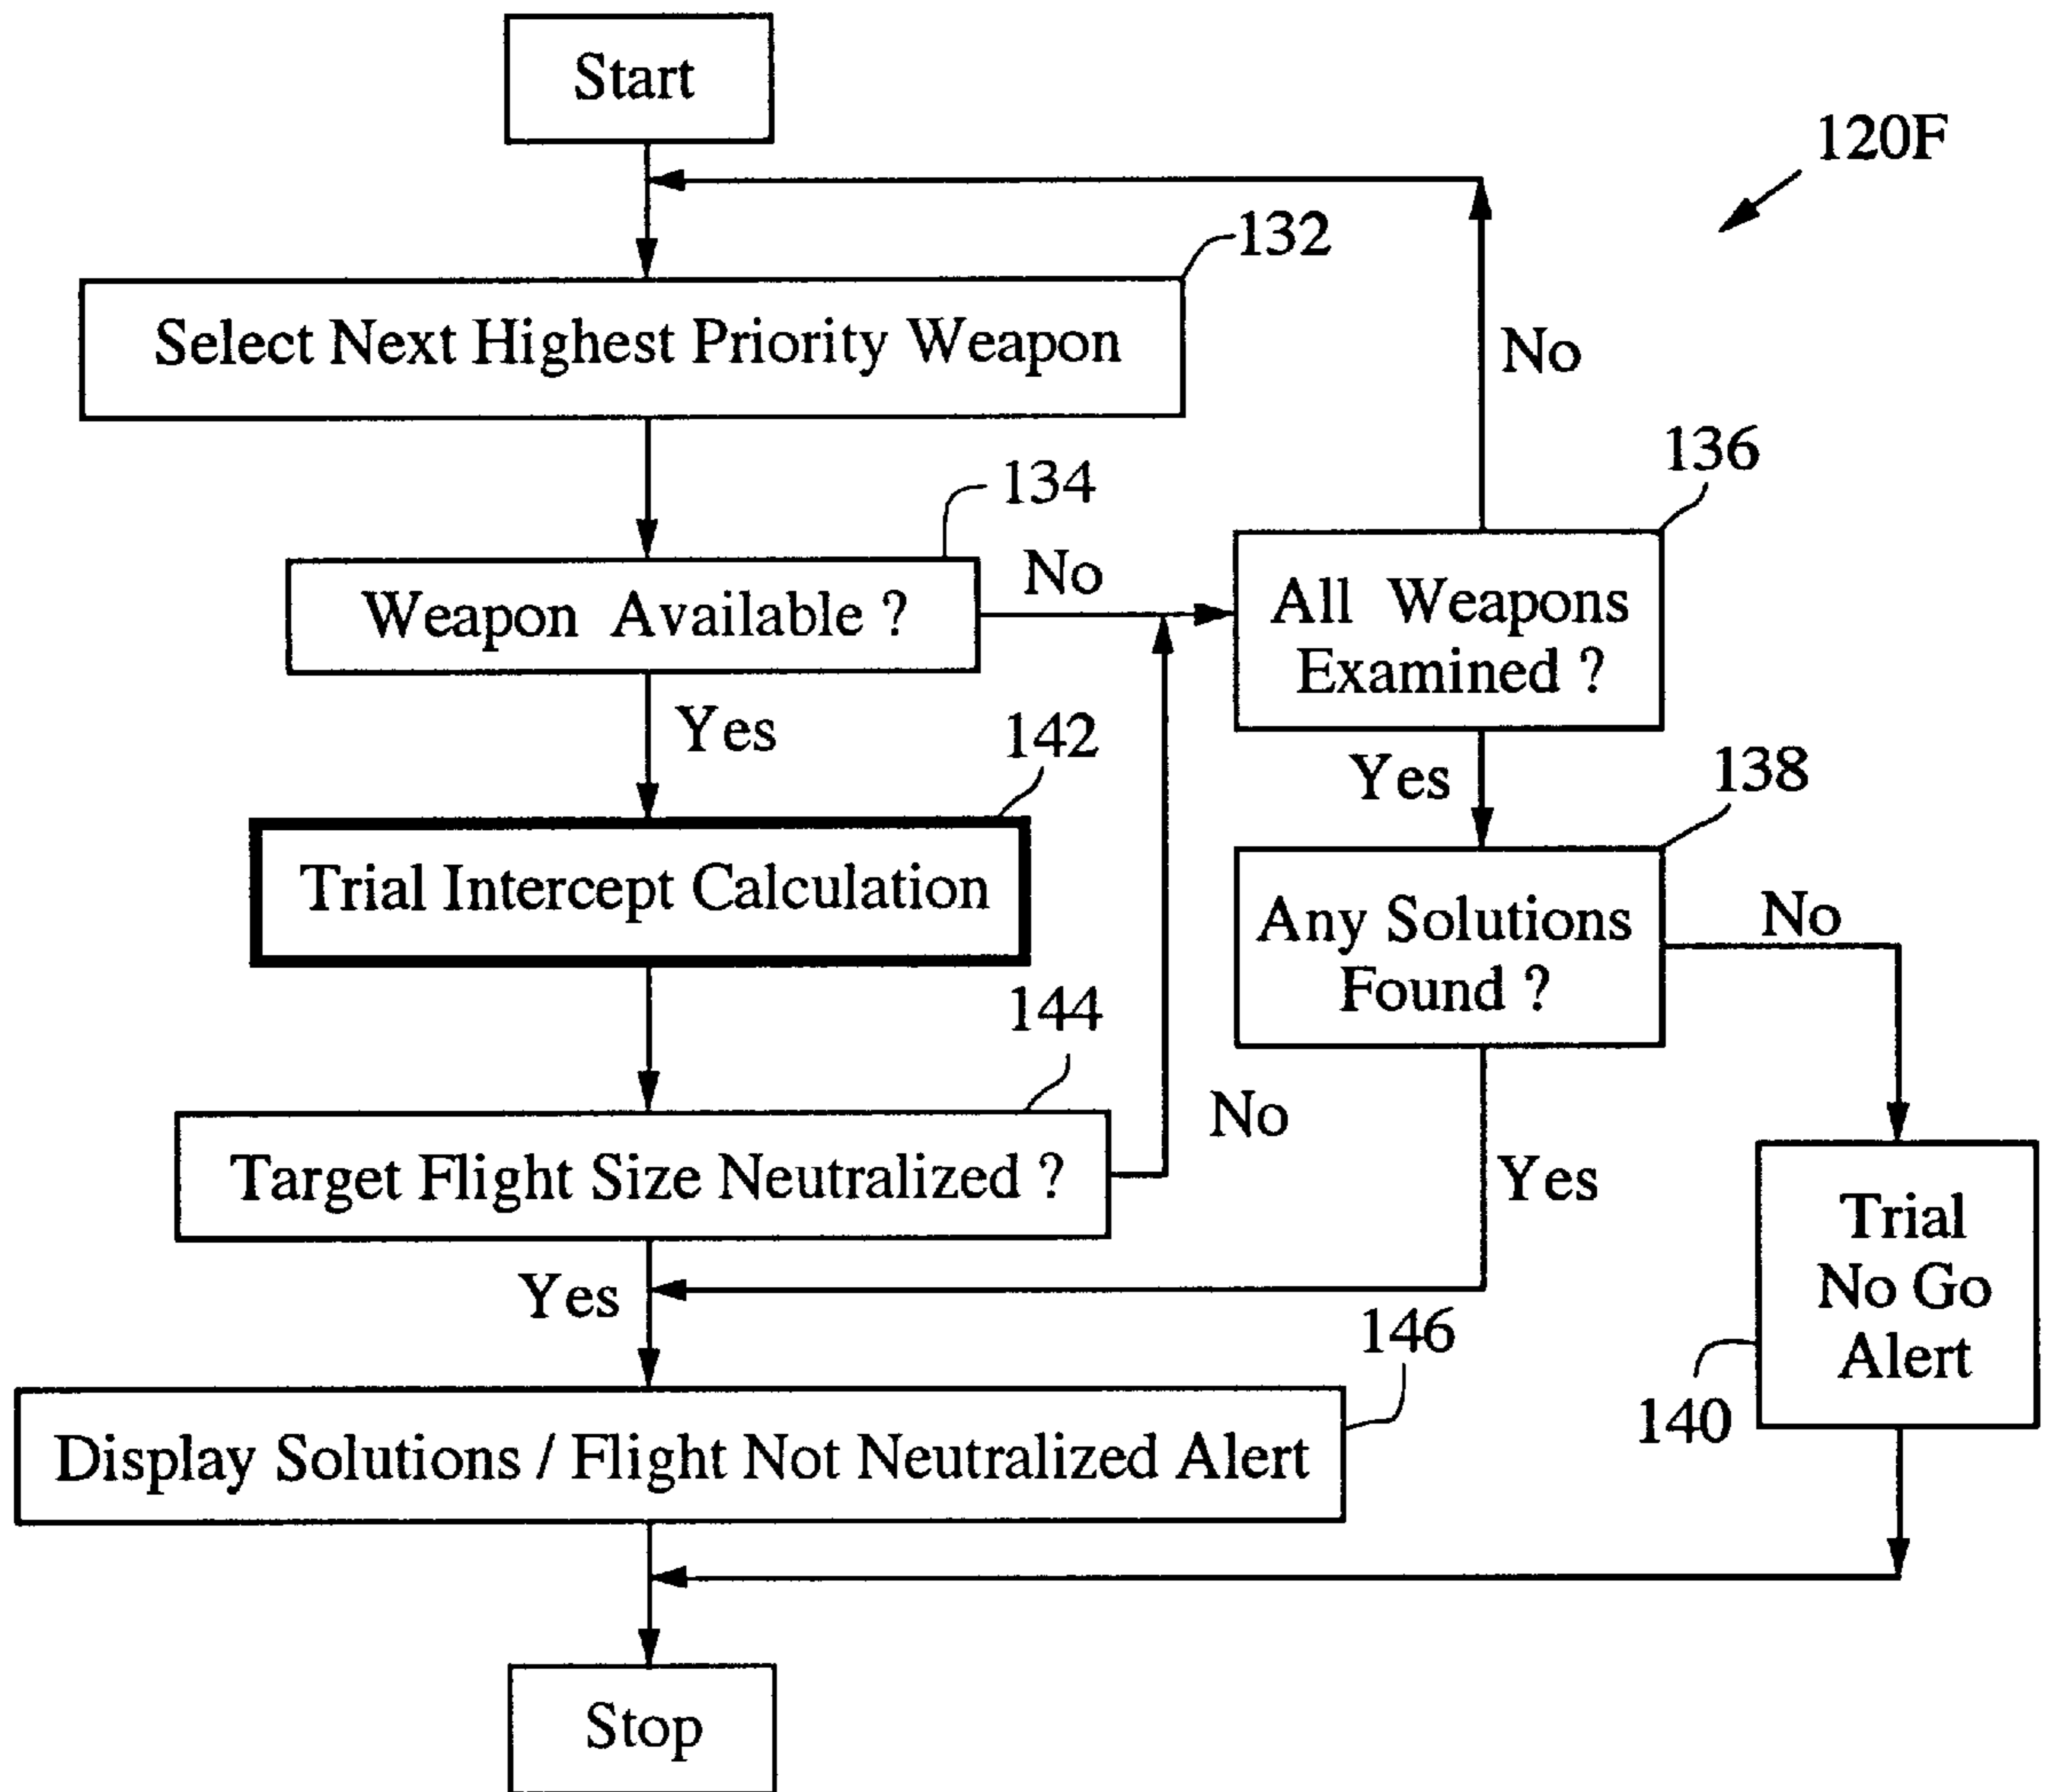 Start
120F
132
Select Next Highest Priority Weapon
No
136
134
No
Weapon Available ?
All Weapons
Examined ?
Yes
142
Yes
138
Trial Intercept Calculation
Any Solutions
Found ?
No
144
No
Target Flight Size Neutralized ?
Yes
Trial
No Go
Alert
Yes
146
140
Display Solutions / Flight Not Neutralized Alert
Stop